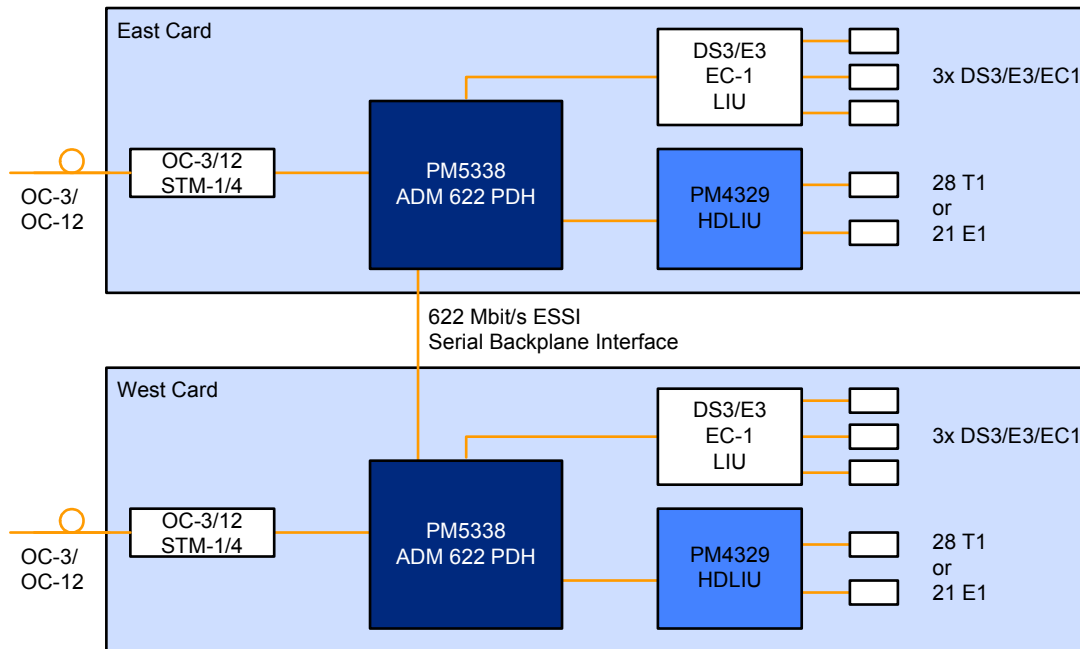 East Card
DS3/E3
EC-1
LIU
3x DS3/E3/EC1
OC-3/12
STM-1/4
OC-3/
OC-12
PM5338
ADM 622 PDH
PM4329
HDLIU
28 T1
or
21 E1
622 Mbit/s ESSI
Serial Backplane Interface
West Card
DS3/E3
EC-1
LIU
3x DS3/E3/EC1
OC-3/12
STM-1/4
OC-3/
OC-12
PM5338
ADM 622 PDH
PM4329
HDLIU
28 T1
or
21 E1